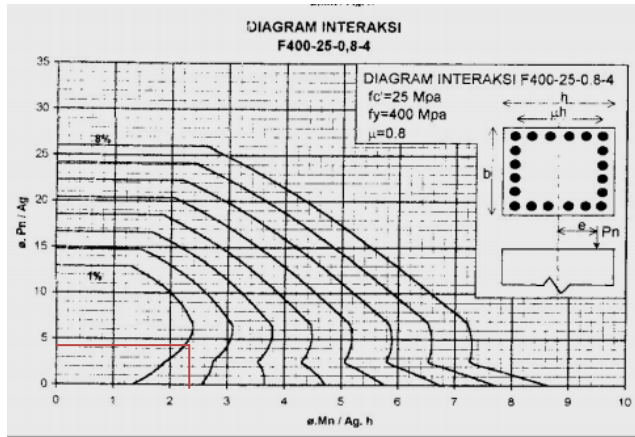 DIAGRAM INTERAKSI
F400-25-0,8-4
DIAGRAM INTERAKSI F400-25-0.8-4
fc'=25 Mpa
fy=400 Mpa
μ=0.8
h
μh
b
e
Pn
35
30
25
20
15
10
5
0
ø. Pn / Ag
8%
1%
0 1 2 3 4 5 6 7 8 9 10
ø.Mn / Ag. h